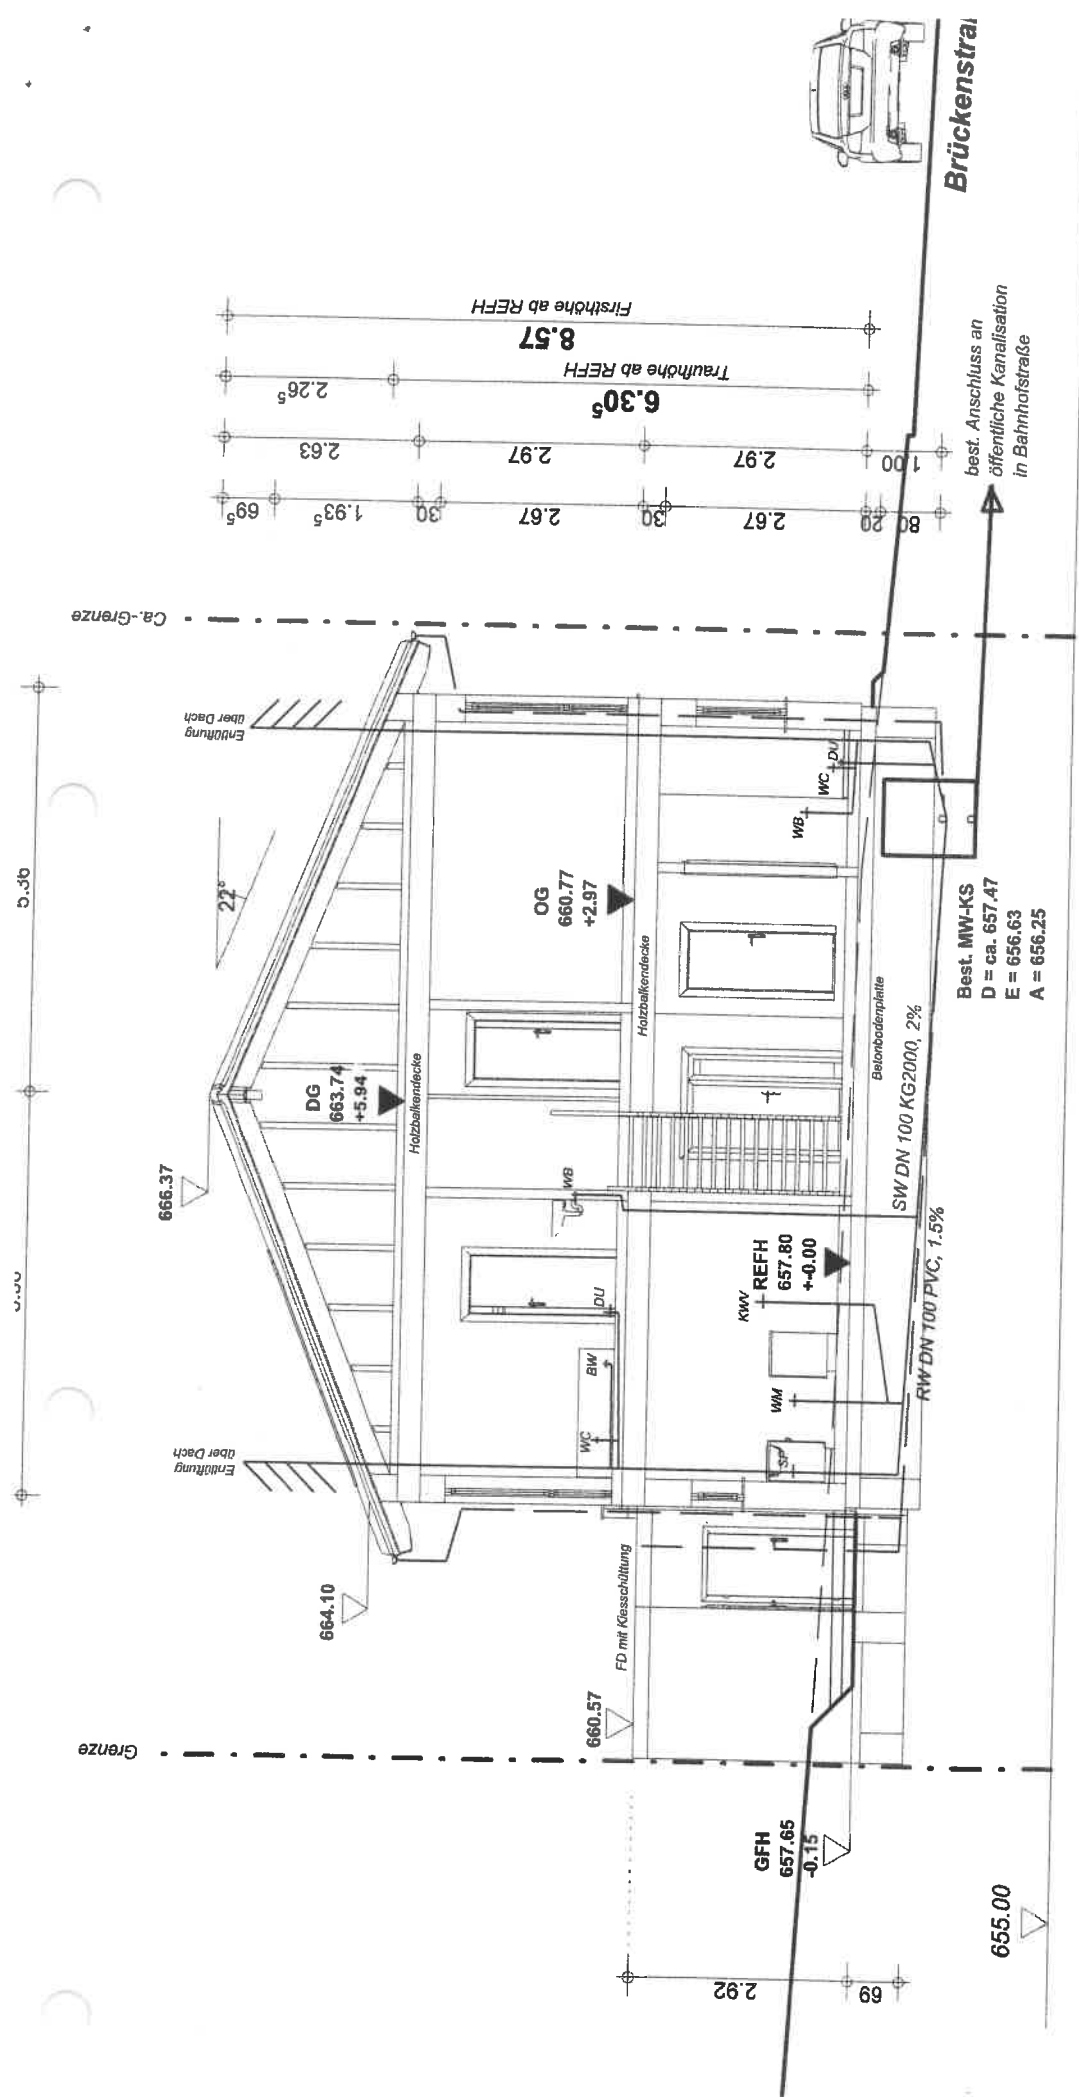 5.36
Ca.-Grenze
Grenze
Entlüftung
über Dach
Entlüftung
über Dach
22°
666.37
664.10
660.57
DG
663.74
+5.94
Holzbalkendecke
OG
660.77
+2.97
Holzbalkendecke
FD mit Kiesschüttung
WB
DU
BW
WC
WB
WC
DU
KWV
WM
SP
REFH
657.80
+-0.00
Betonbodenplatte
SW DN 100 KG2000, 2%
RW DN 100 PVC, 1.5%
GFH
657.65
-0.15
655.00
2.92
69
Best. MW-KS
D = ca. 657.47
E = 656.63
A = 656.25
best. Anschluss an
öffentliche Kanalisation
in Bahnhofstraße
69⁵
1.93⁵
30
2.67
30
2.67
20
80
2.63
2.97
2.97
1.00
2.26⁵
6.30⁵
Traufhöhe ab REFH
8.57
Firsthöhe ab REFH
Brückenstra